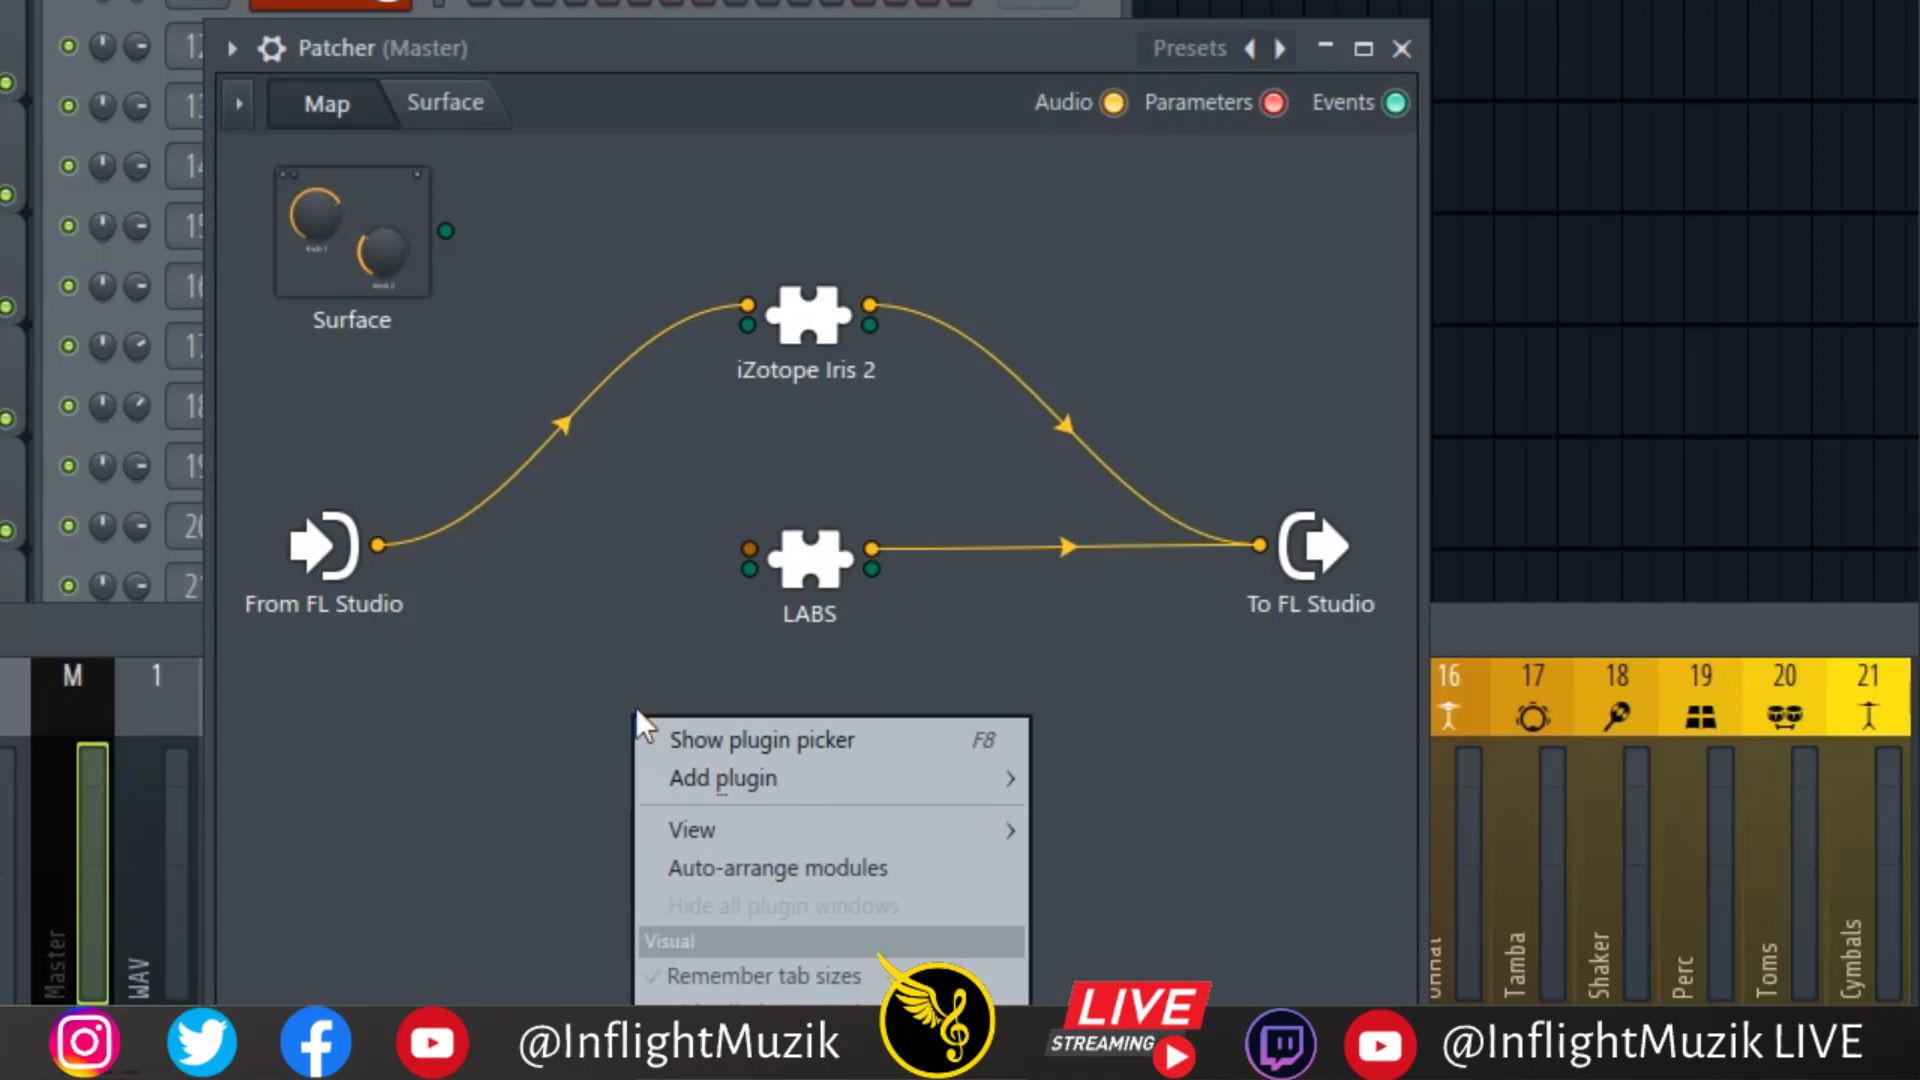 Patcher (Master)
Presets
Map
Surface
Audio
Parameters
Events
Surface
iZotope Iris 2
From FL Studio
LABS
To FL Studio
M
1
16
17
18
19
20
21
Show plugin picker F8
Add plugin
View
Auto-arrange modules
Hide all plugin windows
Visual
Remember tab sizes
Master
WAV
Tamba
Shaker
Perc
Toms
Cymbals
@InflightMuzik
LIVE
STREAMING
@InflightMuzik LIVE